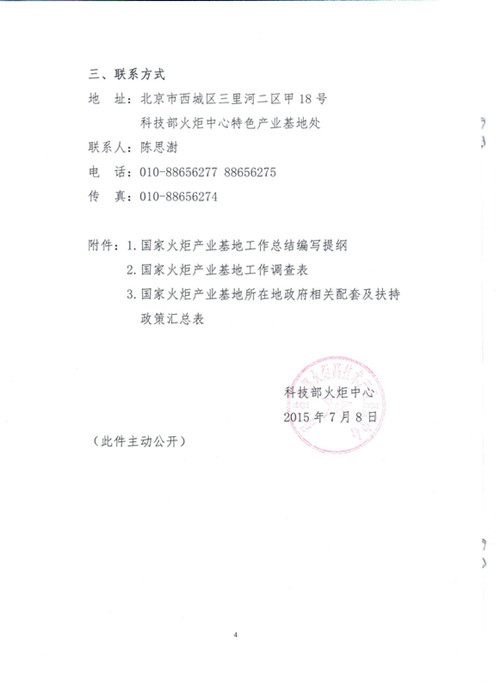 三、联系方式
地 址：北京市西城区三里河二区甲18号
科技部火炬中心特色产业基地处
联系人：陈思澍
电 话：010-88656277 88656275
传 真：010-88656274
附件：1.国家火炬产业基地工作总结编写提纲
2.国家火炬产业基地工作调查表
3.国家火炬产业基地所在地政府相关配套及扶持
政策汇总表
科技部火炬中心
2015年7月8日
（此件主动公开）
4